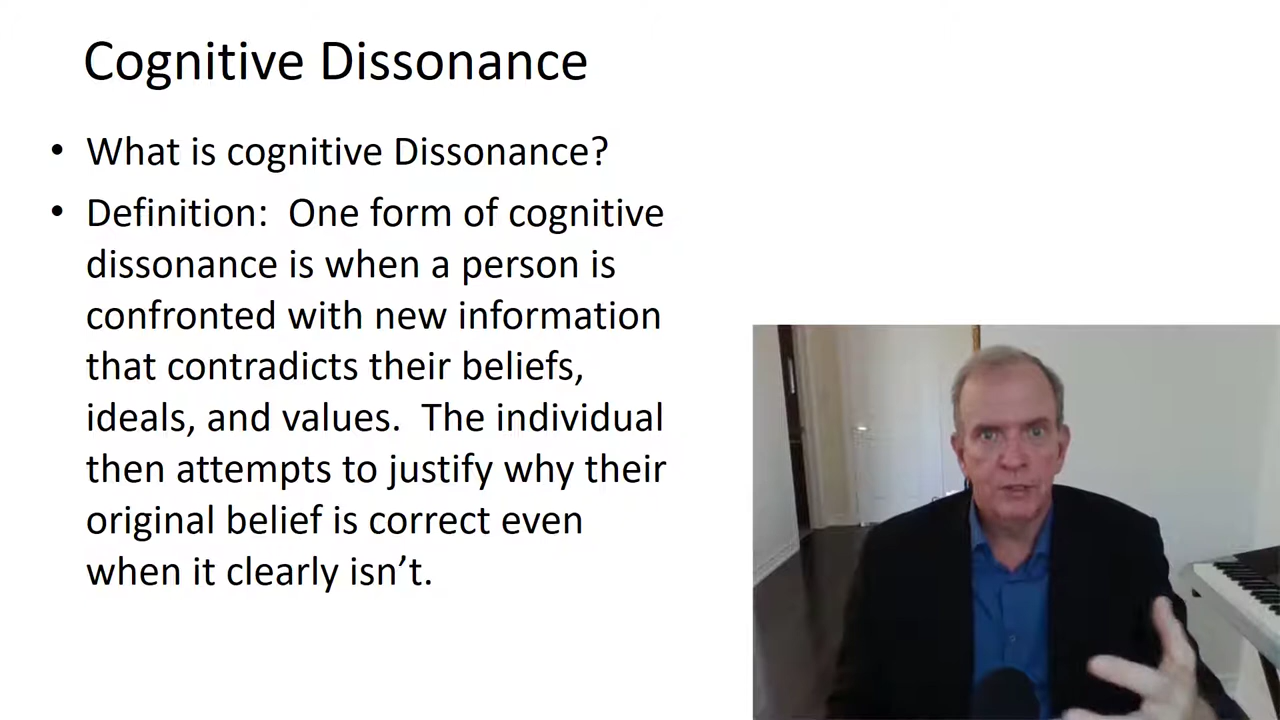 Cognitive Dissonance
• What is cognitive Dissonance?
• Definition:  One form of cognitive
dissonance is when a person is
confronted with new information
that contradicts their beliefs,
ideals, and values.  The individual
then attempts to justify why their
original belief is correct even
when it clearly isn’t.